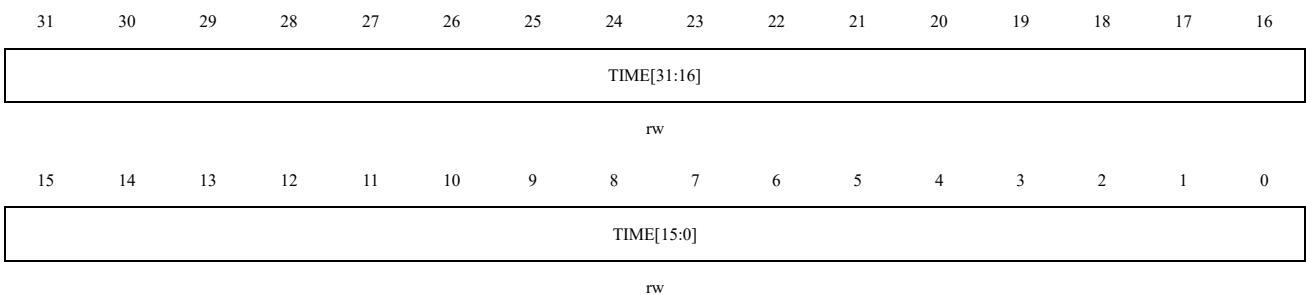 31 30 29 28 27 26 25 24 23 22 21 20 19 18 17 16
TIME[31:16]
rw
15 14 13 12 11 10 9 8 7 6 5 4 3 2 1 0
TIME[15:0]
rw